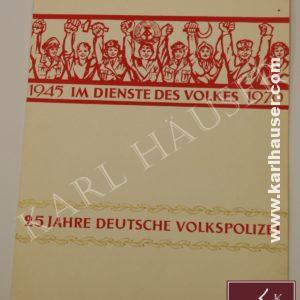 1945 IM DIENSTE DES VOLKES 197
KARL HÄUSER
www.karlhauser.com
25 JAHRE DEUTSCHE VOLKSPOLIZE
K